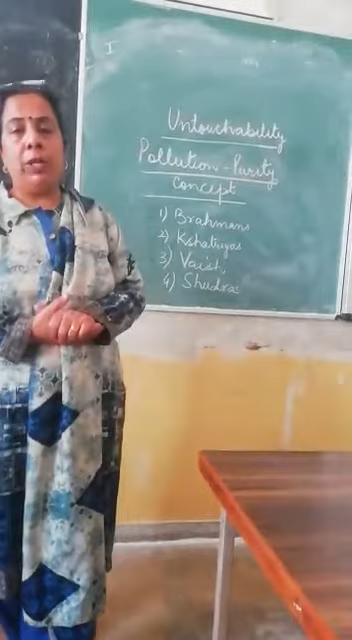 I
Untouchability
Pollution - Purity
Concept
1) Brahmans
2) Kshatriyas
3) Vaish,
4) Shudras